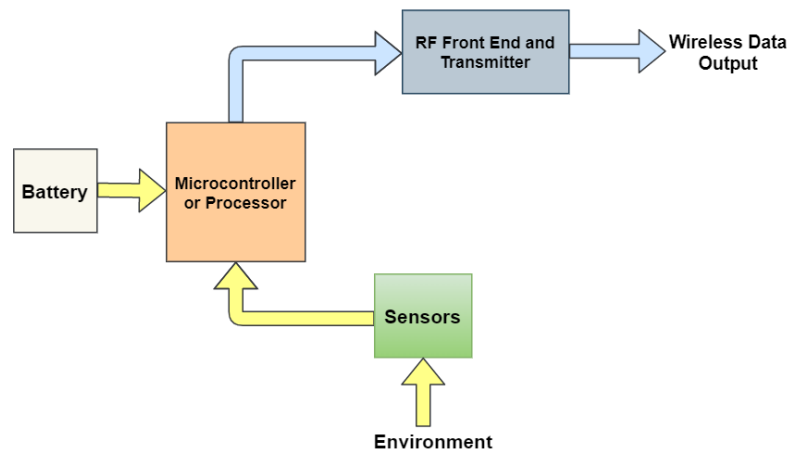 RF Front End and
Transmitter
Wireless Data
Output
Battery
Microcontroller
or Processor
Sensors
Environment